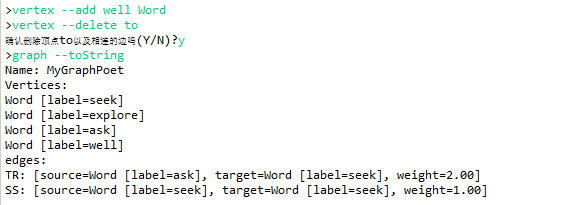 >vertex --add well Word
>vertex --delete to
确认删除顶点to以及相连的边吗(Y/N)?y
>graph --toString
Name: MyGraphPoet
Vertices:
Word [label=seek]
Word [label=explore]
Word [label=ask]
Word [label=well]
edges:
TR: [source=Word [label=ask], target=Word [label=seek], weight=2.00]
SS: [source=Word [label=seek], target=Word [label=seek], weight=1.00]